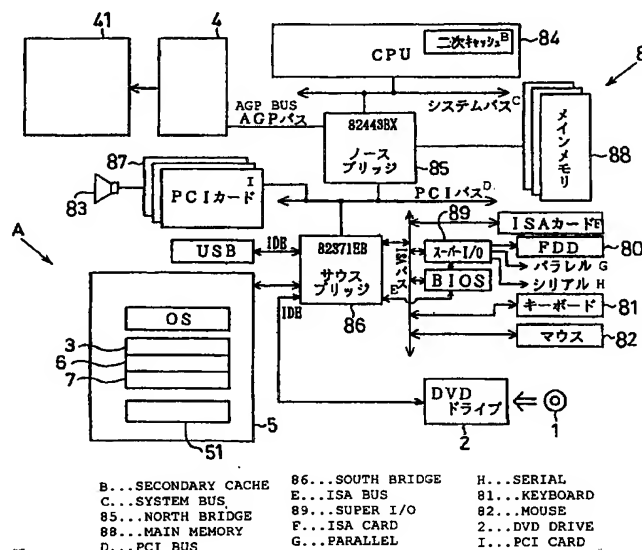 41
4
CPU
二次キャッシュ B
84
8
AGP BUS
AGPバス
システムバス C
82443BX
ノース
ブリッジ
85
メインメモリ
88
87
I
PCIカード
83
PCIバス D
89
A
USB
IDE
82371EB
サウス
ブリッジ
86
ISAバス
E
ISAカード F
スーパーI/O
FDD
80
パラレル G
シリアル H
BIOS
キーボード
81
マウス
82
IDE
OS
3
6
7
51
5
DVD
ドライブ
2
1
B...SECONDARY CACHE
C...SYSTEM BUS
85...NORTH BRIDGE
88...MAIN MEMORY
D...PCI BUS
86...SOUTH BRIDGE
E...ISA BUS
89...SUPER I/O
F...ISA CARD
G...PARALLEL
H...SERIAL
81...KEYBOARD
82...MOUSE
2...DVD DRIVE
I...PCI CARD